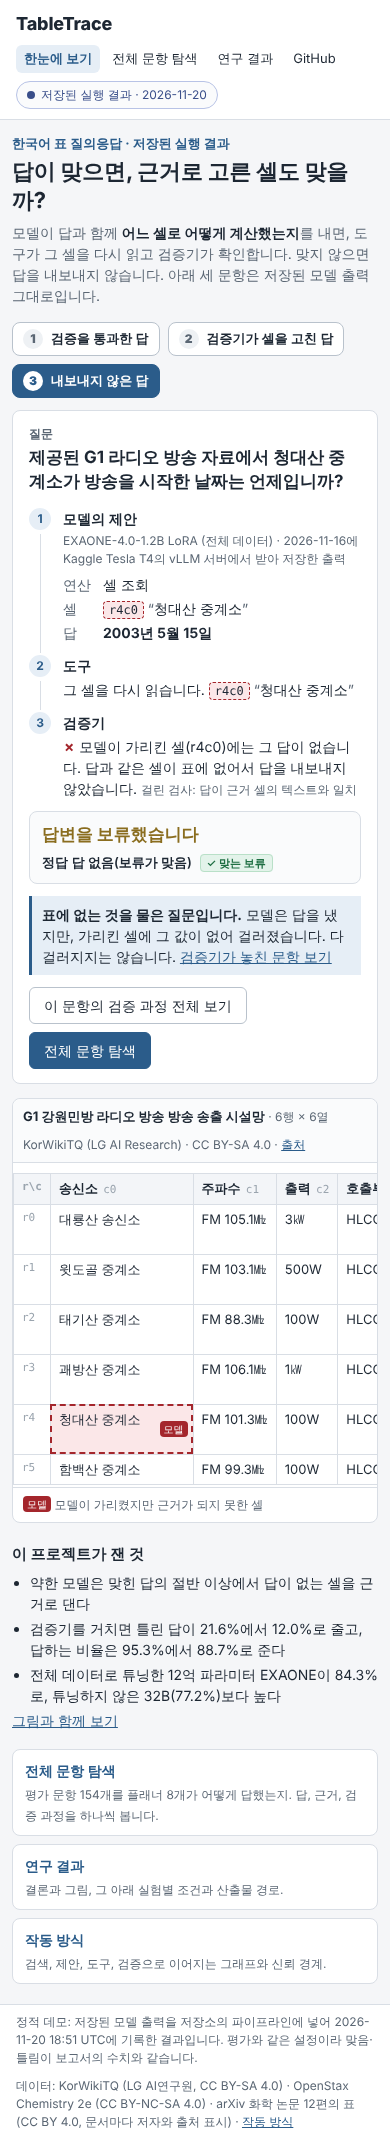 TableTrace
한눈에 보기 전체 문항 탐색 연구 결과 GitHub
저장된 실행 결과 · 2026-11-20
한국어 표 질의응답 · 저장된 실행 결과
답이 맞으면, 근거로 고른 셀도 맞을
까?
모델이 답과 함께 어느 셀로 어떻게 계산했는지를 내면, 도
구가 그 셀을 다시 읽고 검증기가 확인합니다. 맞지 않으면
답을 내보내지 않습니다. 아래 세 문항은 저장된 모델 출력
그대로입니다.
1 검증을 통과한 답
2 검증기가 셀을 고친 답
3 내보내지 않은 답
질문
제공된 G1 라디오 방송 자료에서 청대산 중
계소가 방송을 시작한 날짜는 언제입니까?
1 모델의 제안
EXAONE-4.0-1.2B LoRA (전체 데이터) · 2026-11-16에
Kaggle Tesla T4의 vLLM 서버에서 받아 저장한 출력
연산 셀 조회
셀 r4c0 “청대산 중계소”
답 2003년 5월 15일
2 도구
그 셀을 다시 읽습니다. r4c0 “청대산 중계소”
3 검증기
✗ 모델이 가리킨 셀(r4c0)에는 그 답이 없습니
다. 답과 같은 셀이 표에 없어서 답을 내보내지
않았습니다. 걸린 검사: 답이 근거 셀의 텍스트와 일치
답변을 보류했습니다
정답 답 없음(보류가 맞음) ✓ 맞는 보류
표에 없는 것을 물은 질문입니다. 모델은 답을 냈
지만, 가리킨 셀에 그 값이 없어 걸러졌습니다. 다
걸러지지는 않습니다. 검증기가 놓친 문항 보기
이 문항의 검증 과정 전체 보기
전체 문항 탐색
G1 강원민방 라디오 방송 방송 송출 시설망 · 6행 × 6열
KorWikiTQ (LG AI Research) · CC BY-SA 4.0 · 출처
r\c 송신소 c0 주파수 c1 출력 c2 호출부
r0 대룡산 송신소 FM 105.1㎒ 3㎾ HLCG
r1 윗도골 중계소 FM 103.1㎒ 500W HLCG
r2 태기산 중계소 FM 88.3㎒ 100W HLCG
r3 괘방산 중계소 FM 106.1㎒ 1㎾ HLCG
r4 청대산 중계소 모델 FM 101.3㎒ 100W HLCG
r5 함백산 중계소 FM 99.3㎒ 100W HLCG
모델 모델이 가리켰지만 근거가 되지 못한 셀
이 프로젝트가 잰 것
• 약한 모델은 맞힌 답의 절반 이상에서 답이 없는 셀을 근
거로 댄다
• 검증기를 거치면 틀린 답이 21.6%에서 12.0%로 줄고,
답하는 비율은 95.3%에서 88.7%로 준다
• 전체 데이터로 튜닝한 12억 파라미터 EXAONE이 84.3%
로, 튜닝하지 않은 32B(77.2%)보다 높다
그림과 함께 보기
전체 문항 탐색
평가 문항 154개를 플래너 8개가 어떻게 답했는지. 답, 근거, 검
증 과정을 하나씩 봅니다.
연구 결과
결론과 그림, 그 아래 실험별 조건과 산출물 경로.
작동 방식
검색, 제안, 도구, 검증으로 이어지는 그래프와 신뢰 경계.
정적 데모: 저장된 모델 출력을 저장소의 파이프라인에 넣어 2026-
11-20 18:51 UTC에 기록한 결과입니다. 평가와 같은 설정이라 맞음·
틀림이 보고서의 수치와 같습니다.
데이터: KorWikiTQ (LG AI연구원, CC BY-SA 4.0) · OpenStax
Chemistry 2e (CC BY-NC-SA 4.0) · arXiv 화학 논문 12편의 표
(CC BY 4.0, 문서마다 저자와 출처 표시) · 작동 방식